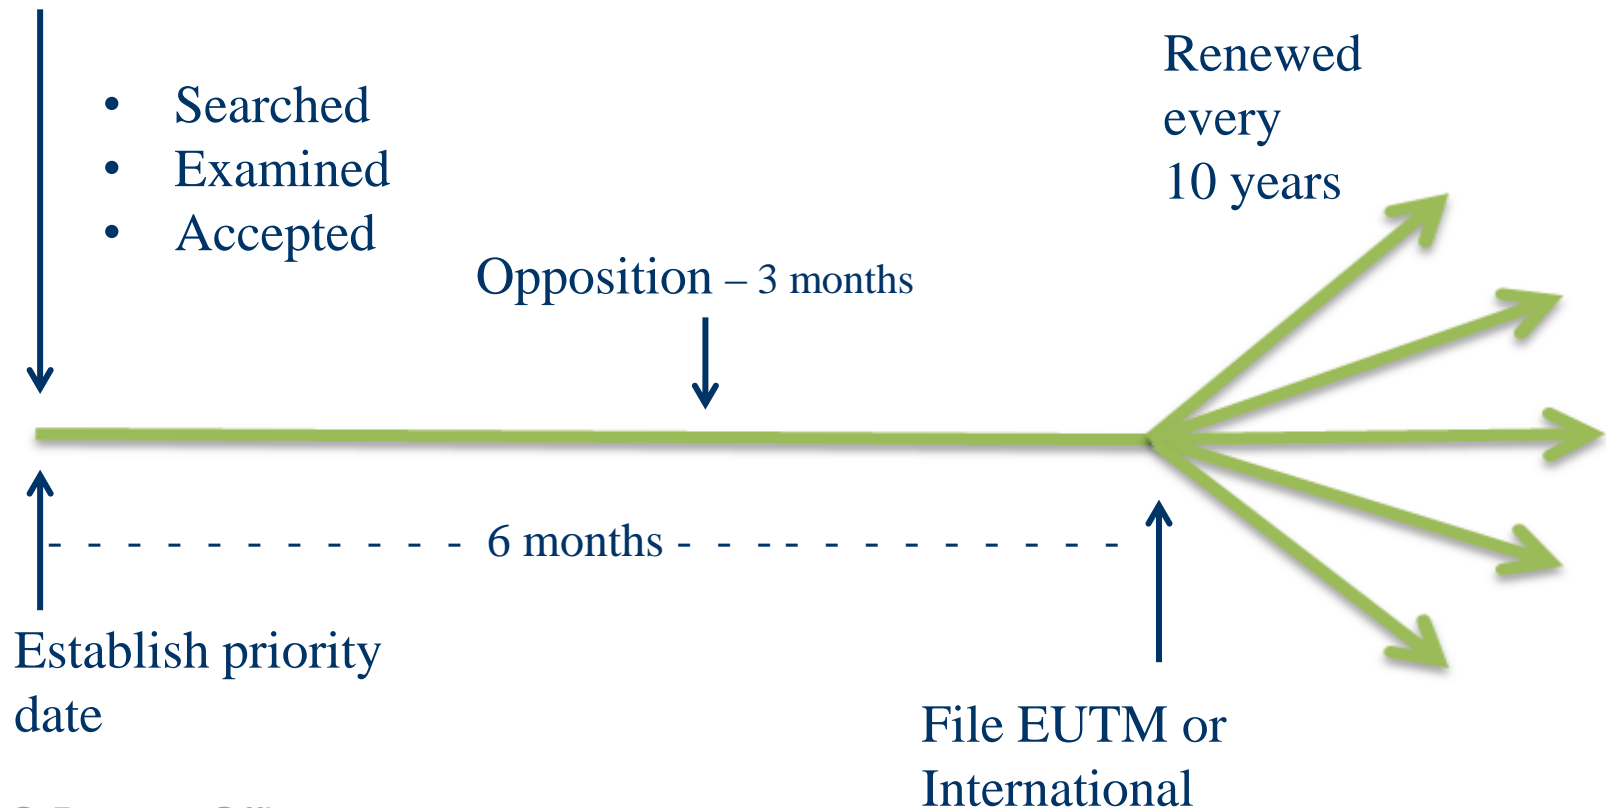 Renewed
every
10 years
• Searched
• Examined
• Accepted
Opposition – 3 months
- - - - - - - - - - - 6 months - - - -- - - - - - - - -
Establish priority
date
File EUTM or
International